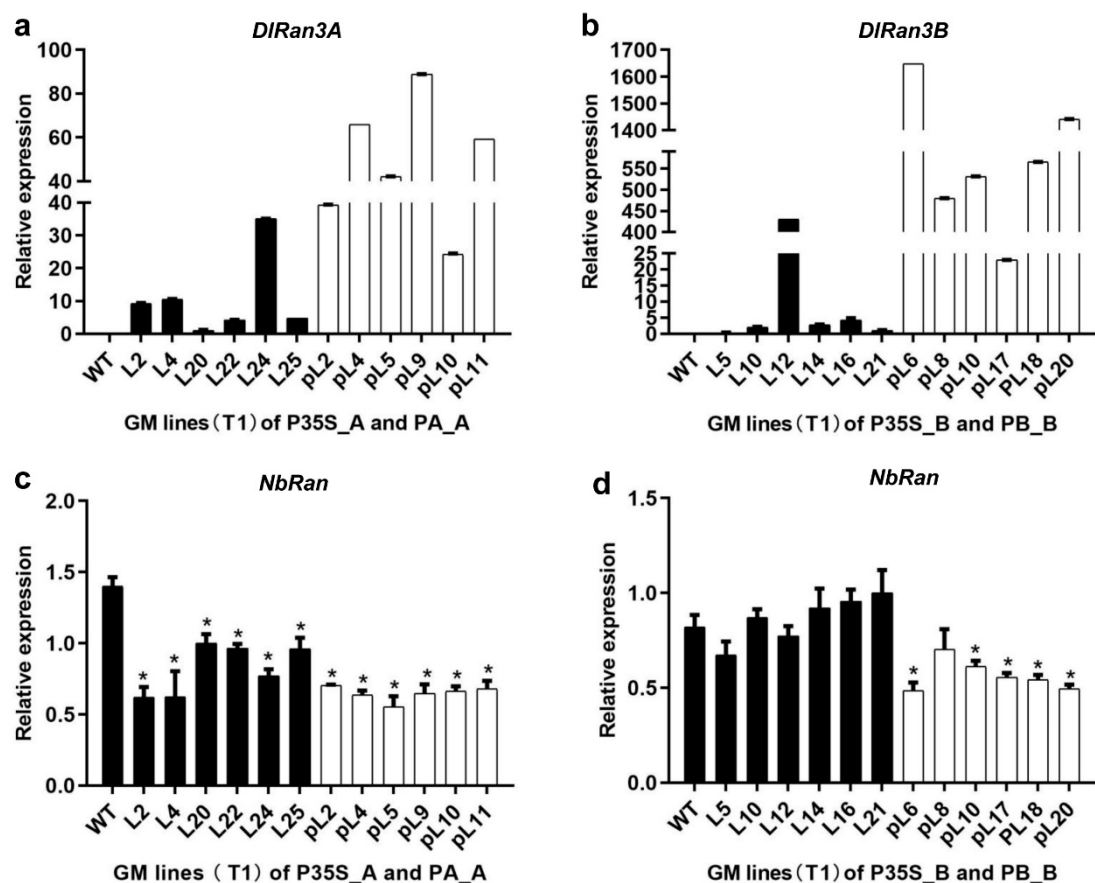 a
DlRan3A
Relative expression
100
80
60
40
40
30
20
10
0
WT L2 L4 L20 L22 L24 L25 pL2 pL4 pL5 pL9 pL10 pL11
GM lines(T1) of P35S_A and PA_A
b
DlRan3B
Relative expression
1700
1600
1500
1400
550
500
450
400
25
20
15
10
5
0
WT L5 L10 L12 L14 L16 L21 pL6 pL8 pL10 pL17 PL18 pL20
GM lines(T1) of P35S_B and PB_B
c
NbRan
Relative expression
2.0
1.5
1.0
0.5
0.0
* * * * * * * * * * * *
WT L2 L4 L20 L22 L24 L25 pL2 pL4 pL5 pL9 pL10 pL11
GM lines ( T1) of P35S_A and PA_A
d
NbRan
Relative expression
1.5
1.0
0.5
0.0
* * * * *
WT L5 L10 L12 L14 L16 L21 pL6 pL8 pL10 pL17 PL18 pL20
GM lines(T1) of P35S_B and PB_B